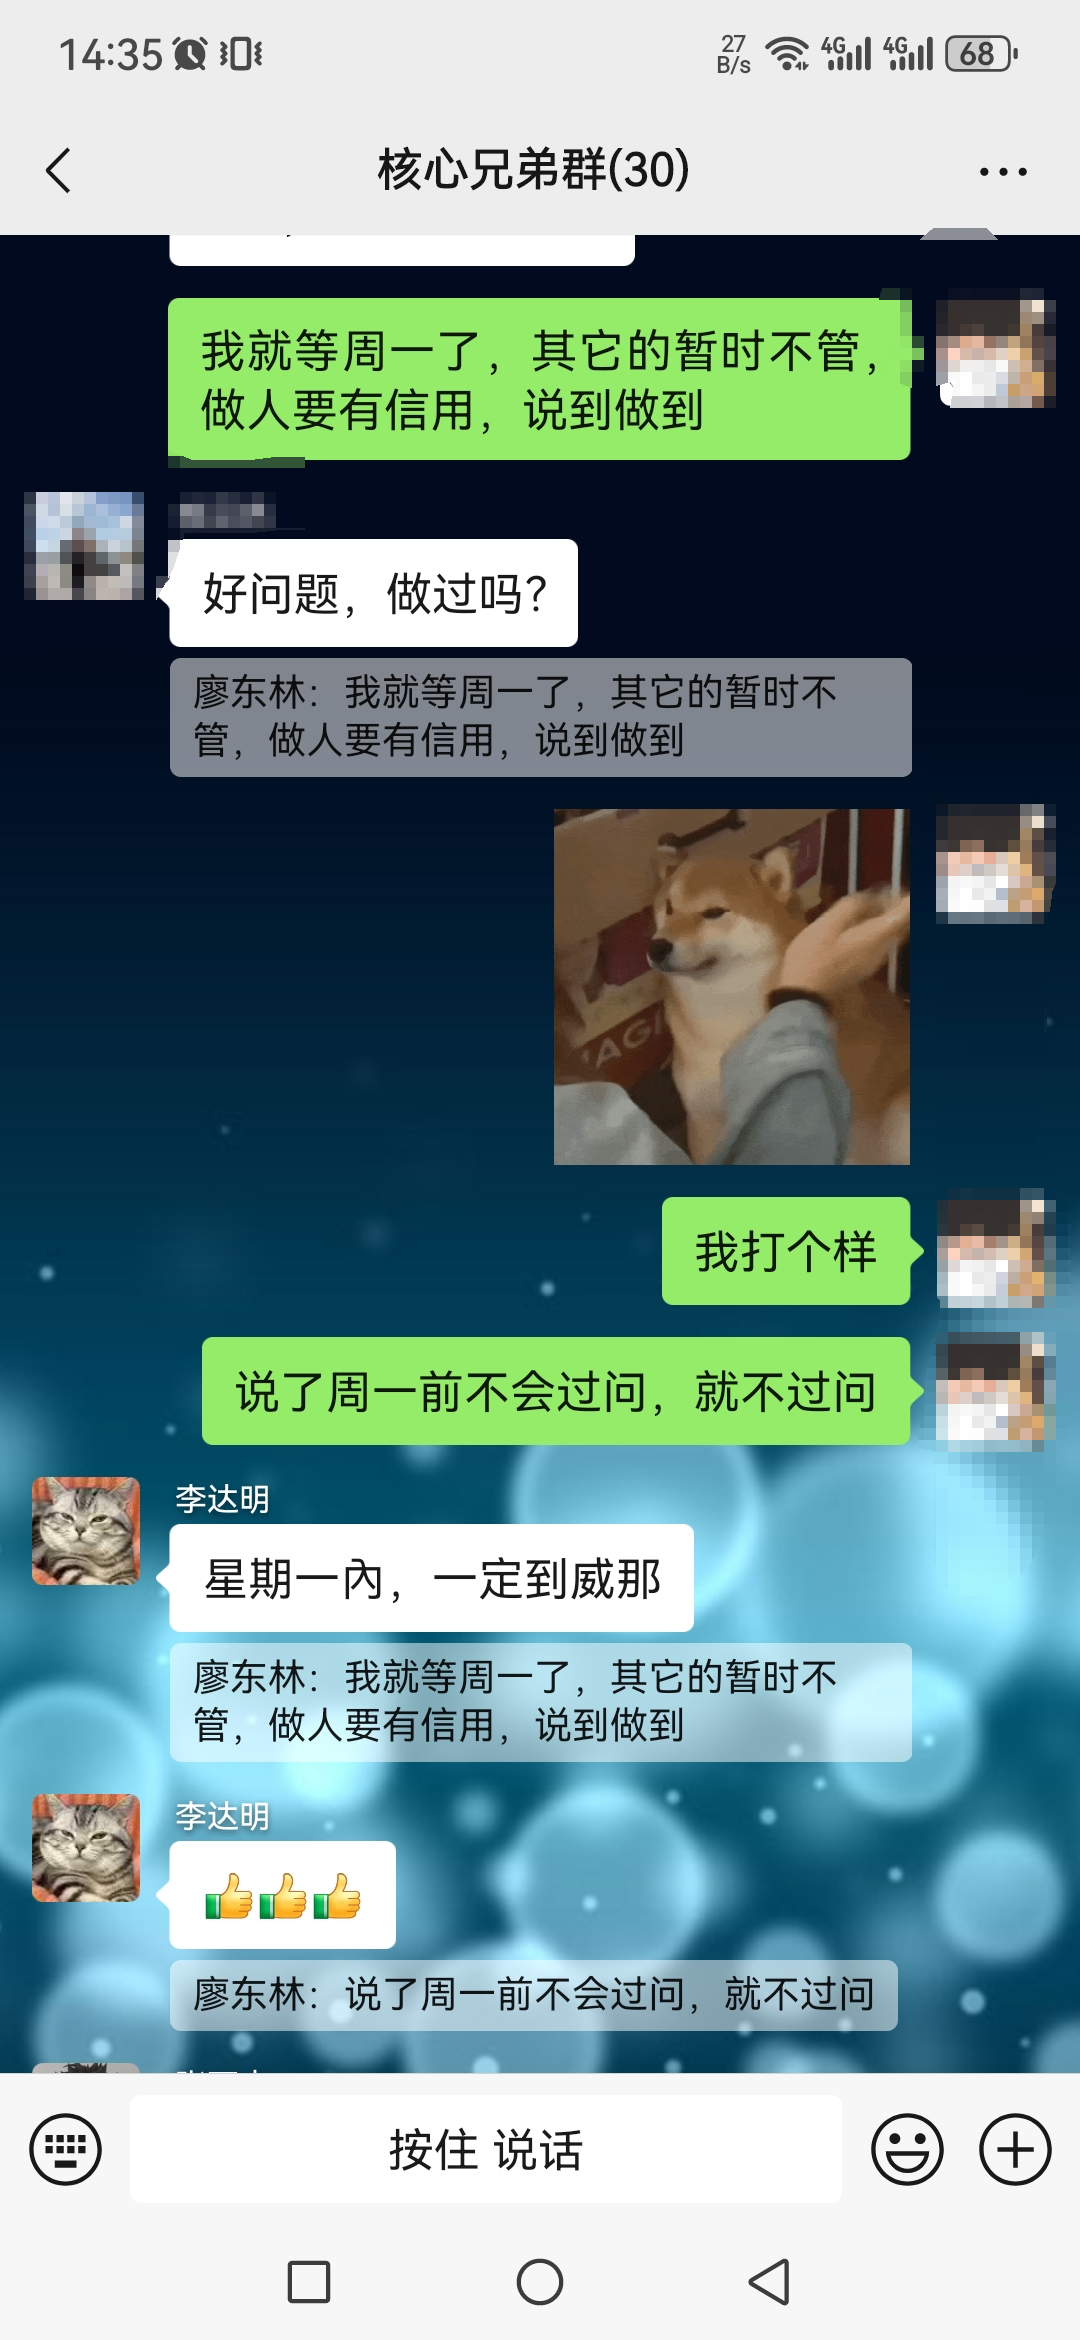 14:35
27
B/s
4G
4G
68
核心兄弟群(30)
我就等周一了，其它的暂时不管，
做人要有信用，说到做到
好问题，做过吗？
廖东林：我就等周一了，其它的暂时不
管，做人要有信用，说到做到
AGI
我打个样
说了周一前不会过问，就不过问
李达明
星期一內，一定到威那
廖东林：我就等周一了，其它的暂时不
管，做人要有信用，说到做到
李达明
👍👍👍
廖东林：说了周一前不会过问，就不过问
按住 说话